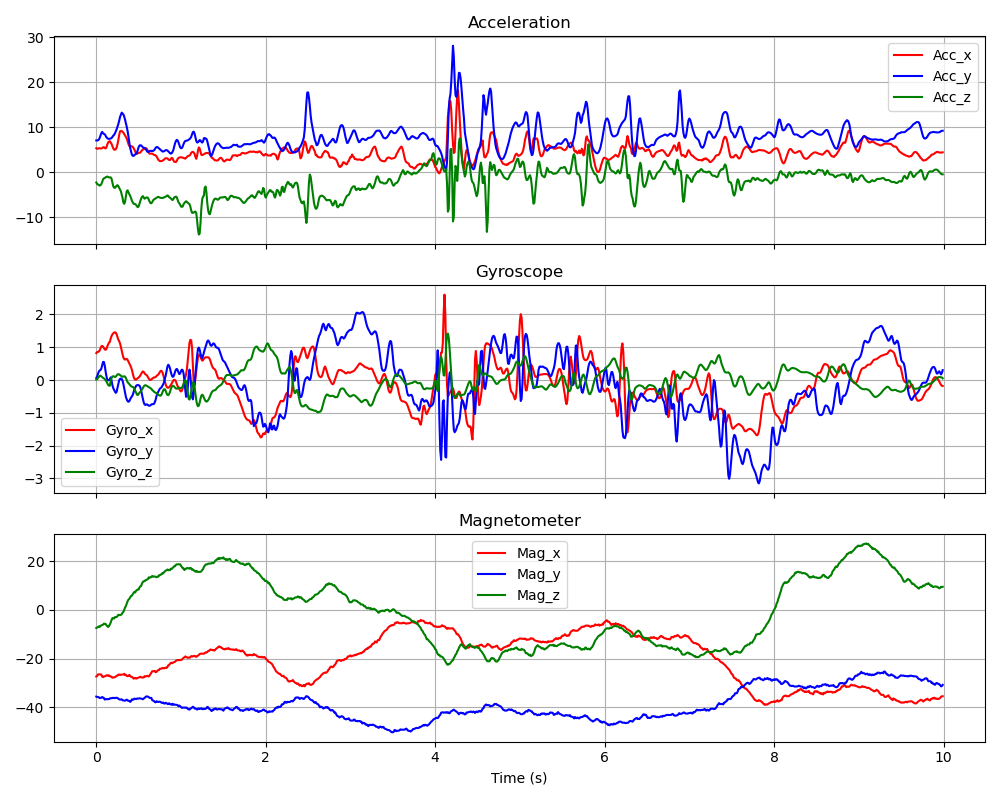 Acceleration
30
20
10
0
−10
Acc_x
Acc_y
Acc_z
Gyroscope
2
1
0
−1
−2
−3
Gyro_x
Gyro_y
Gyro_z
Magnetometer
20
0
−20
−40
Mag_x
Mag_y
Mag_z
0 2 4 6 8 10
Time (s)